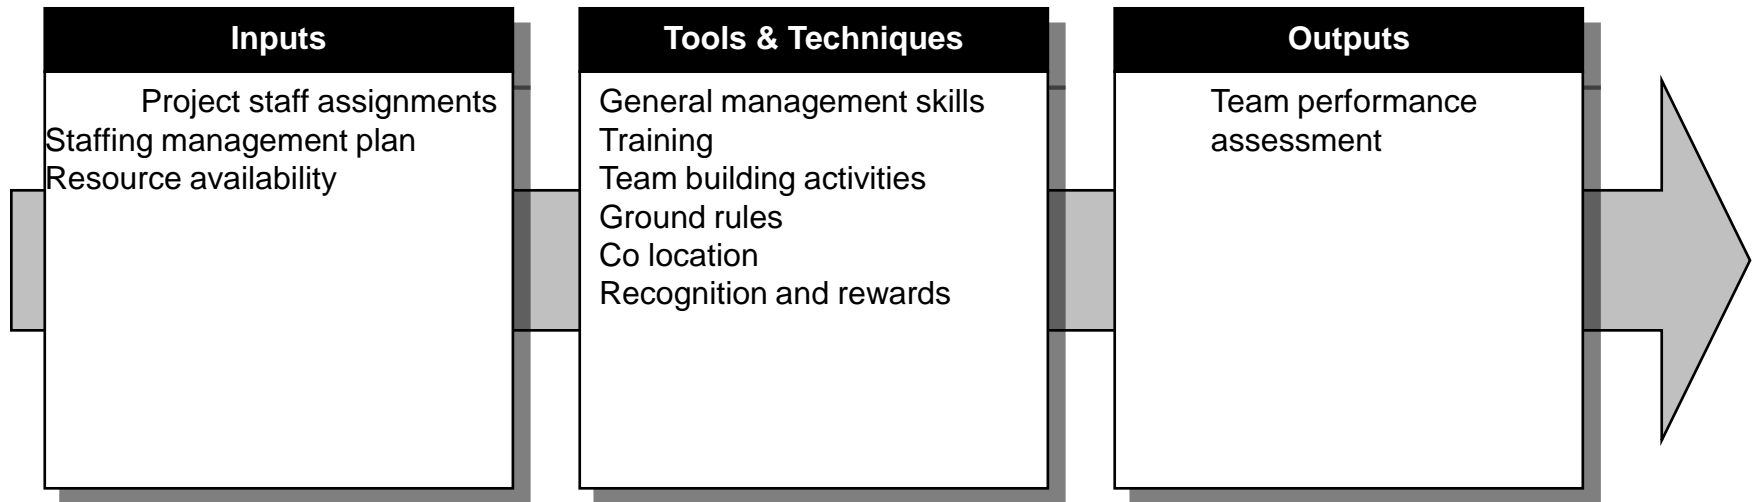 Inputs
Project staff assignments
Staffing management plan
Resource availability
Tools & Techniques
General management skills
Training
Team building activities
Ground rules
Co location
Recognition and rewards
Outputs
Team performance
assessment